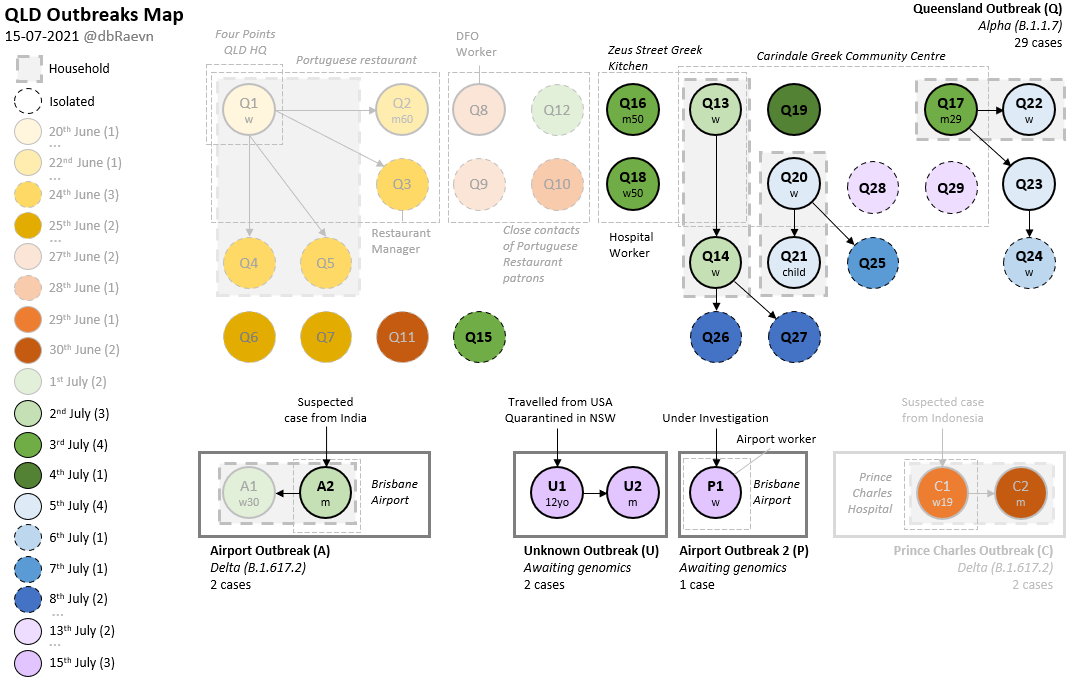 QLD Outbreaks Map
15-07-2021 @dbRaevn
Household
Isolated
20th June (1)
...
22nd June (1)
...
24th June (3)
25th June (2)
...
27th June (2)
28th June (1)
29th June (1)
30th June (2)
1st July (2)
2nd July (3)
3rd July (4)
4th July (1)
5th July (4)
6th July (1)
7th July (1)
8th July (2)
...
13th July (2)
...
15th July (3)
Queensland Outbreak (Q)
Alpha (B.1.1.7)
29 cases
Four Points
QLD HQ
Portuguese restaurant
DFO
Worker
Zeus Street Greek
Kitchen
Carindale Greek Community Centre
Q1
w
Q2
m60
Q8
Q12
Q16
m50
Q13
w
Q19
Q17
m29
Q22
w
Q3
Q9
Q10
Q18
w50
Q20
w
Q28
Q29
Q23
Restaurant
Manager
Close contacts
of Portuguese
Restaurant
patrons
Hospital
Worker
Q4
Q5
Q14
w
Q21
child
Q25
Q24
w
Q6
Q7
Q11
Q15
Q26
Q27
Suspected
case from India
A1
w30
A2
m
Brisbane
Airport
Airport Outbreak (A)
Delta (B.1.617.2)
2 cases
Travelled from USA
Quarantined in NSW
U1
12yo
U2
m
Unknown Outbreak (U)
Awaiting genomics
2 cases
Under Investigation
Airport worker
P1
w
Brisbane
Airport
Airport Outbreak 2 (P)
Awaiting genomics
1 case
Suspected case
from Indonesia
Prince
Charles
Hospital
C1
w19
C2
m
Prince Charles Outbreak (C)
Delta (B.1.617.2)
2 cases